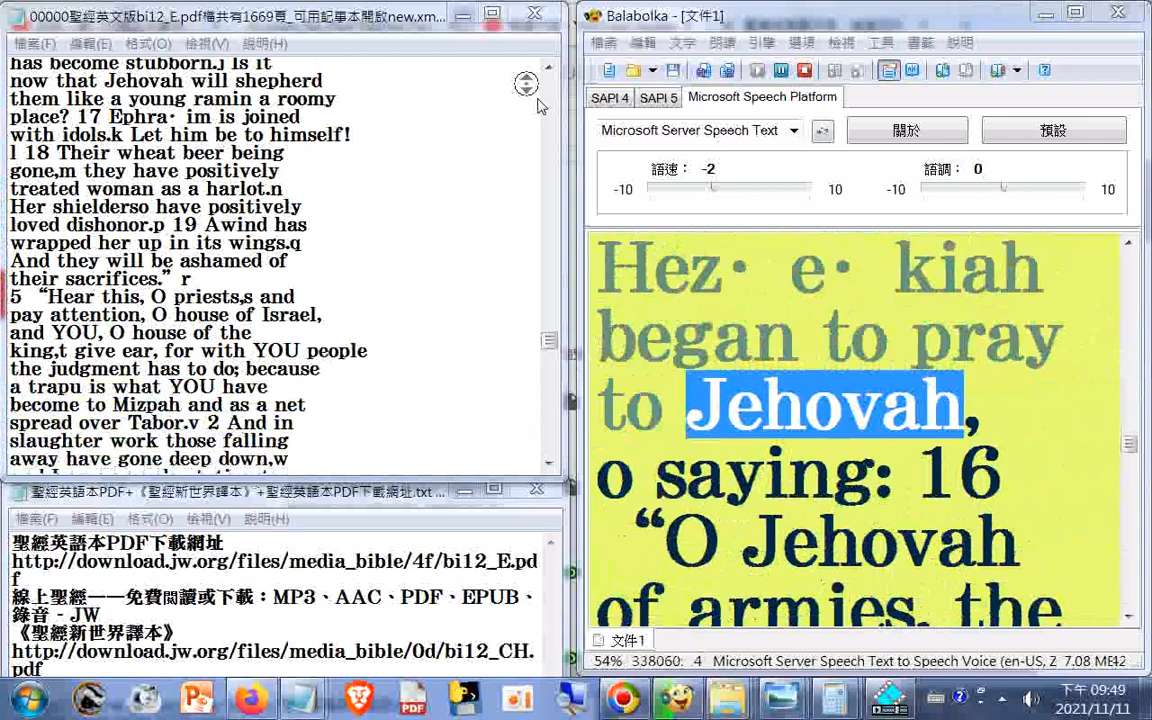 00000聖經英文版bi12_E.pdf檔共有1669頁_可用記事本開啟new.xm...
檔案(F) 編輯(E) 格式(O) 檢視(V) 說明(H)
has become stubborn.j Is it
now that Jehovah will shepherd
them like a young ramin a roomy
place? 17 Ephra· im is joined
with idols.k Let him be to himself!
l 18 Their wheat beer being
gone,m they have positively
treated woman as a harlot.n
Her shielderso have positively
loved dishonor.p 19 Awind has
wrapped her up in its wings.q
And they will be ashamed of
their sacrifices.” r
5 “Hear this, O priests,s and
pay attention, O house of Israel,
and YOU, O house of the
king,t give ear, for with YOU people
the judgment has to do; because
a trapu is what YOU have
become to Mizpah and as a net
spread over Tabor.v 2 And in
slaughter work those falling
away have gone deep down,w
聖經英語本PDF+《聖經新世界譯本》+聖經英語本PDF下載網址.txt ...
檔案(F) 編輯(E) 格式(O) 檢視(V) 說明(H)
聖經英語本PDF下載網址
http://download.jw.org/files/media_bible/4f/bi12_E.pd
f
線上聖經──免費閱讀或下載：MP3、AAC、PDF、EPUB、
錄音 - JW
《聖經新世界譯本》
http://download.jw.org/files/media_bible/0d/bi12_CH.
pdf
Balabolka - [文件1]
檔案 編輯 文字 朗讀 引擎 選項 檢視 工具 書籤 說明
SAPI 4 SAPI 5 Microsoft Speech Platform
Microsoft Server Speech Text 關於 預設
語速： -2 語調： 0
-10 10 -10 10
Hez· e· kiah
began to pray
to Jehovah,
o saying: 16
“O Jehovah
of armies, the
文件1
54% 338060: .4 Microsoft Server Speech Text to Speech Voice (en-US, Z 7.08 ME42
下午 09:49
2021/11/11